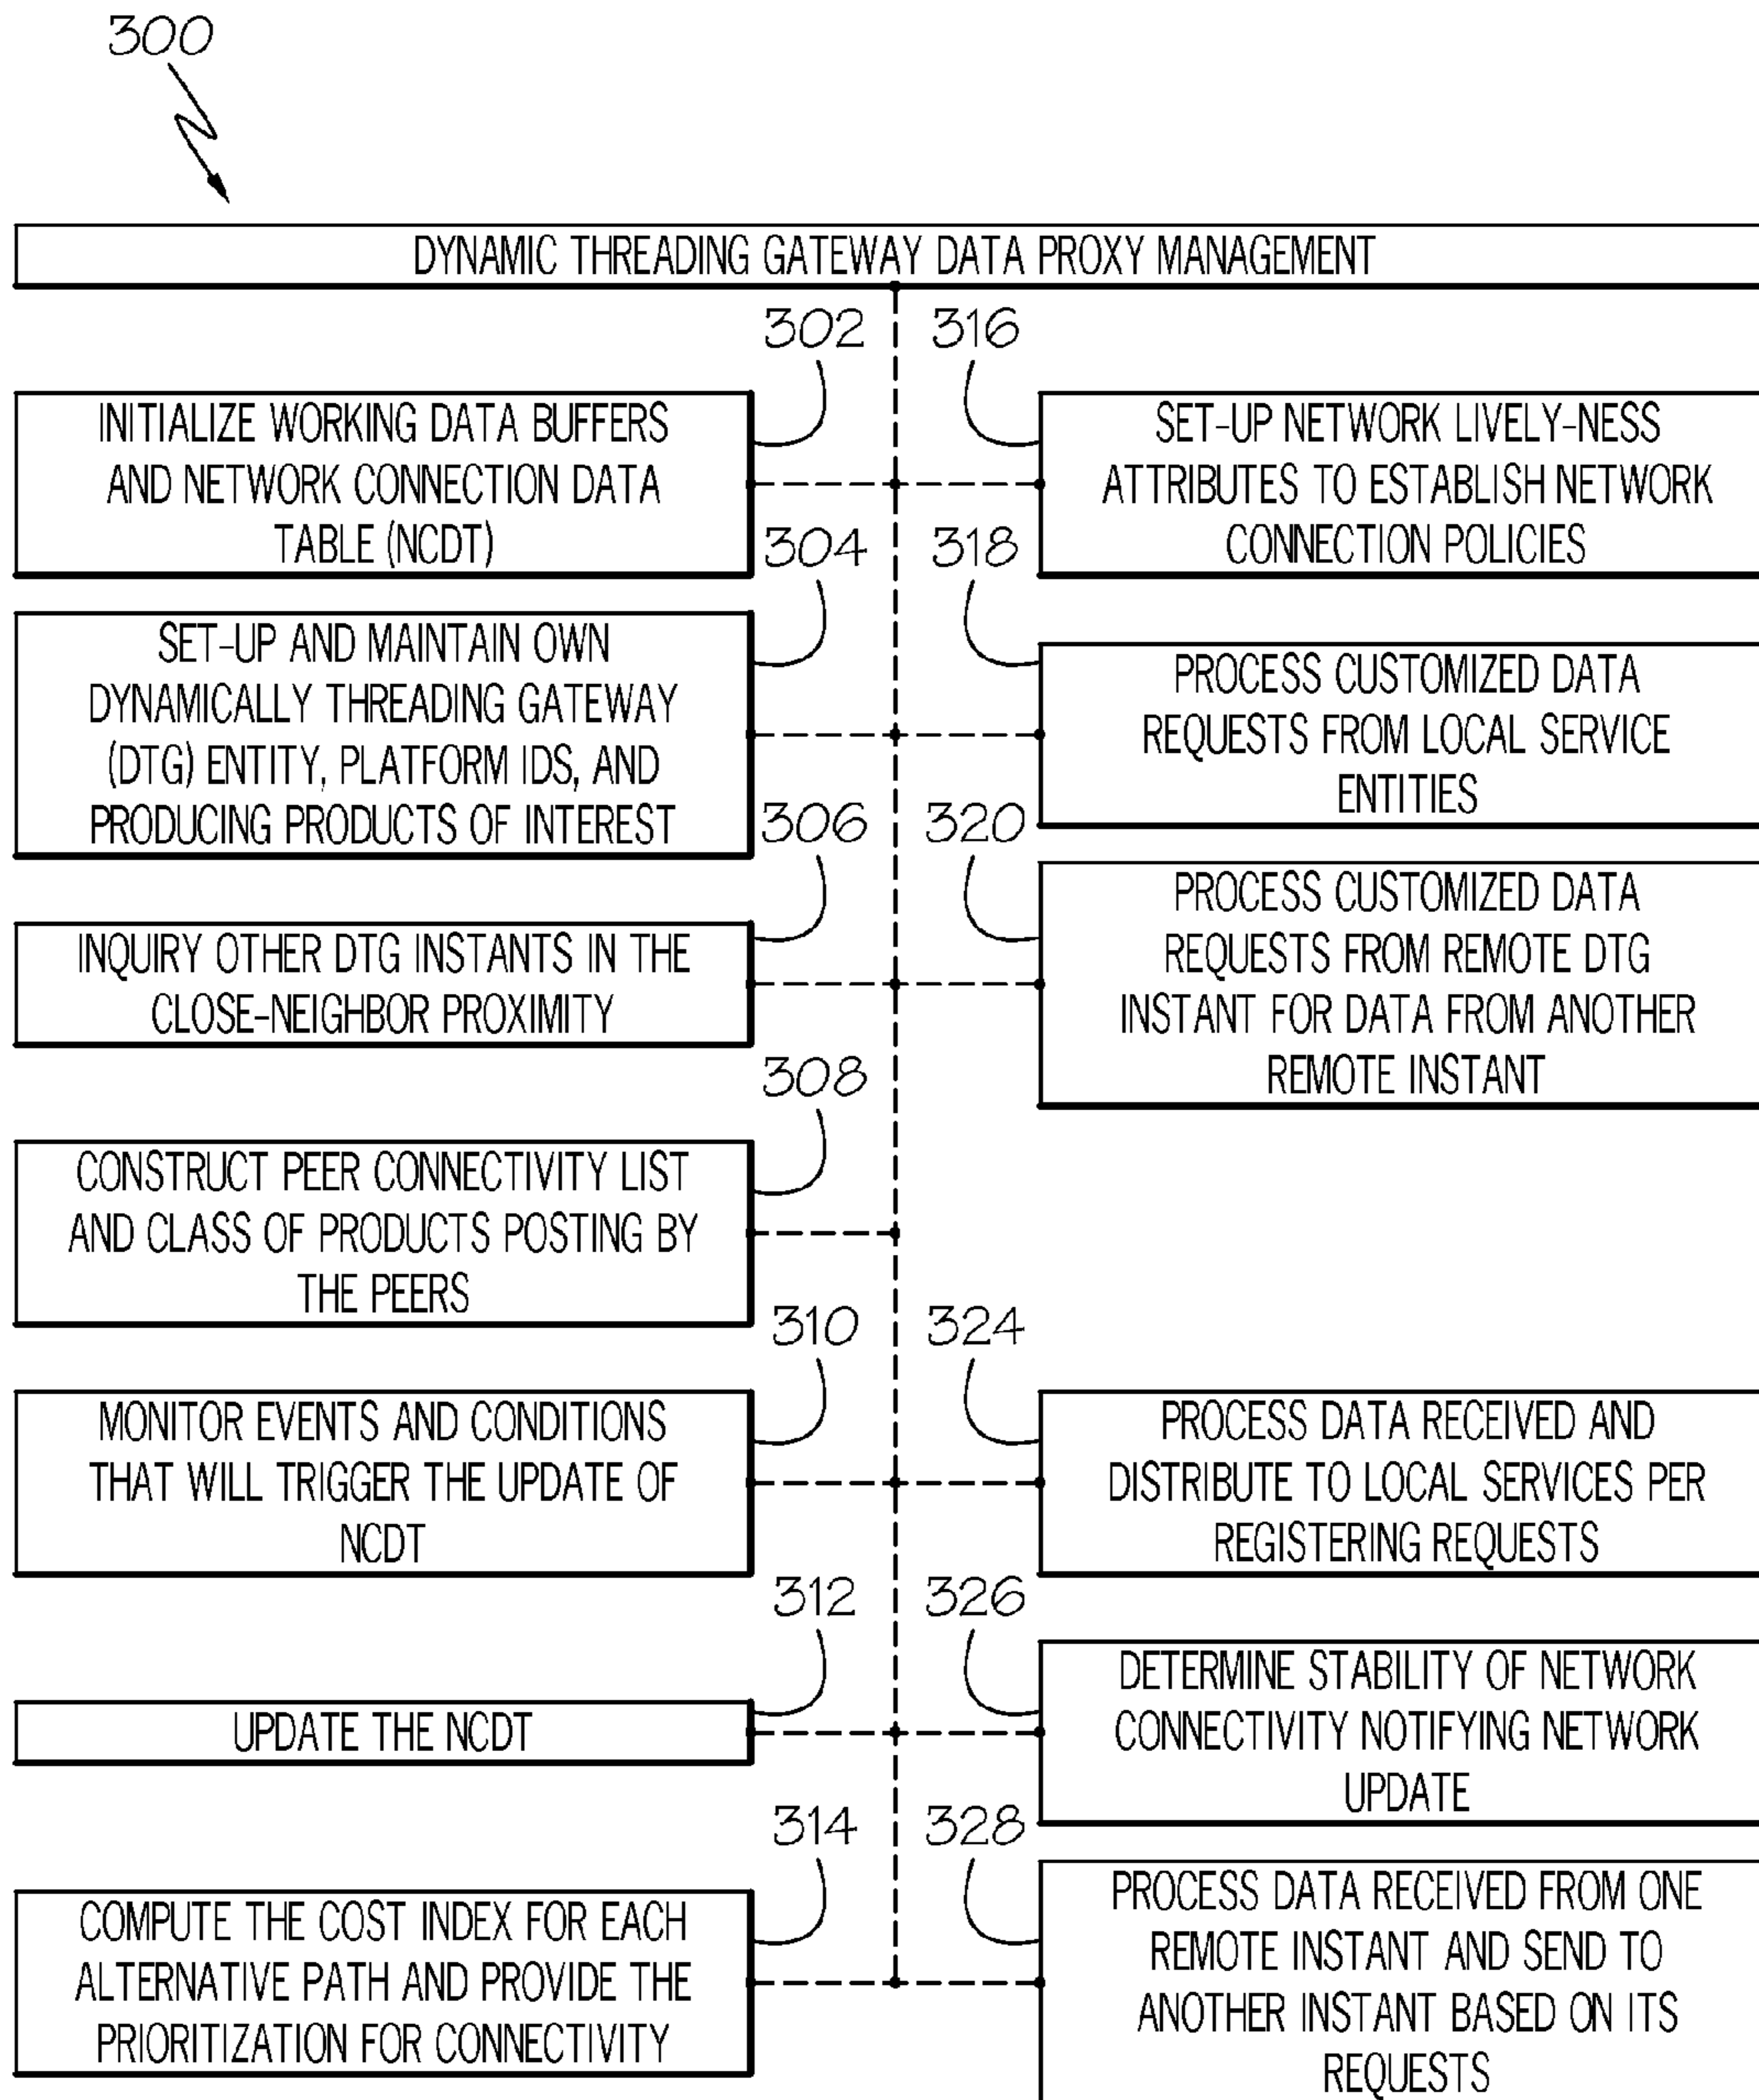 300
DYNAMIC THREADING GATEWAY DATA PROXY MANAGEMENT
302
INITIALIZE WORKING DATA BUFFERS
AND NETWORK CONNECTION DATA
TABLE (NCDT)
304
SET-UP AND MAINTAIN OWN
DYNAMICALLY THREADING GATEWAY
(DTG) ENTITY, PLATFORM IDS, AND
PRODUCING PRODUCTS OF INTEREST
306
INQUIRY OTHER DTG INSTANTS IN THE
CLOSE-NEIGHBOR PROXIMITY
308
CONSTRUCT PEER CONNECTIVITY LIST
AND CLASS OF PRODUCTS POSTING BY
THE PEERS
310
MONITOR EVENTS AND CONDITIONS
THAT WILL TRIGGER THE UPDATE OF
NCDT
312
UPDATE THE NCDT
314
COMPUTE THE COST INDEX FOR EACH
ALTERNATIVE PATH AND PROVIDE THE
PRIORITIZATION FOR CONNECTIVITY
316
SET-UP NETWORK LIVELY-NESS
ATTRIBUTES TO ESTABLISH NETWORK
CONNECTION POLICIES
318
PROCESS CUSTOMIZED DATA
REQUESTS FROM LOCAL SERVICE
ENTITIES
320
PROCESS CUSTOMIZED DATA
REQUESTS FROM REMOTE DTG
INSTANT FOR DATA FROM ANOTHER
REMOTE INSTANT
324
PROCESS DATA RECEIVED AND
DISTRIBUTE TO LOCAL SERVICES PER
REGISTERING REQUESTS
326
DETERMINE STABILITY OF NETWORK
CONNECTIVITY NOTIFYING NETWORK
UPDATE
328
PROCESS DATA RECEIVED FROM ONE
REMOTE INSTANT AND SEND TO
ANOTHER INSTANT BASED ON ITS
REQUESTS